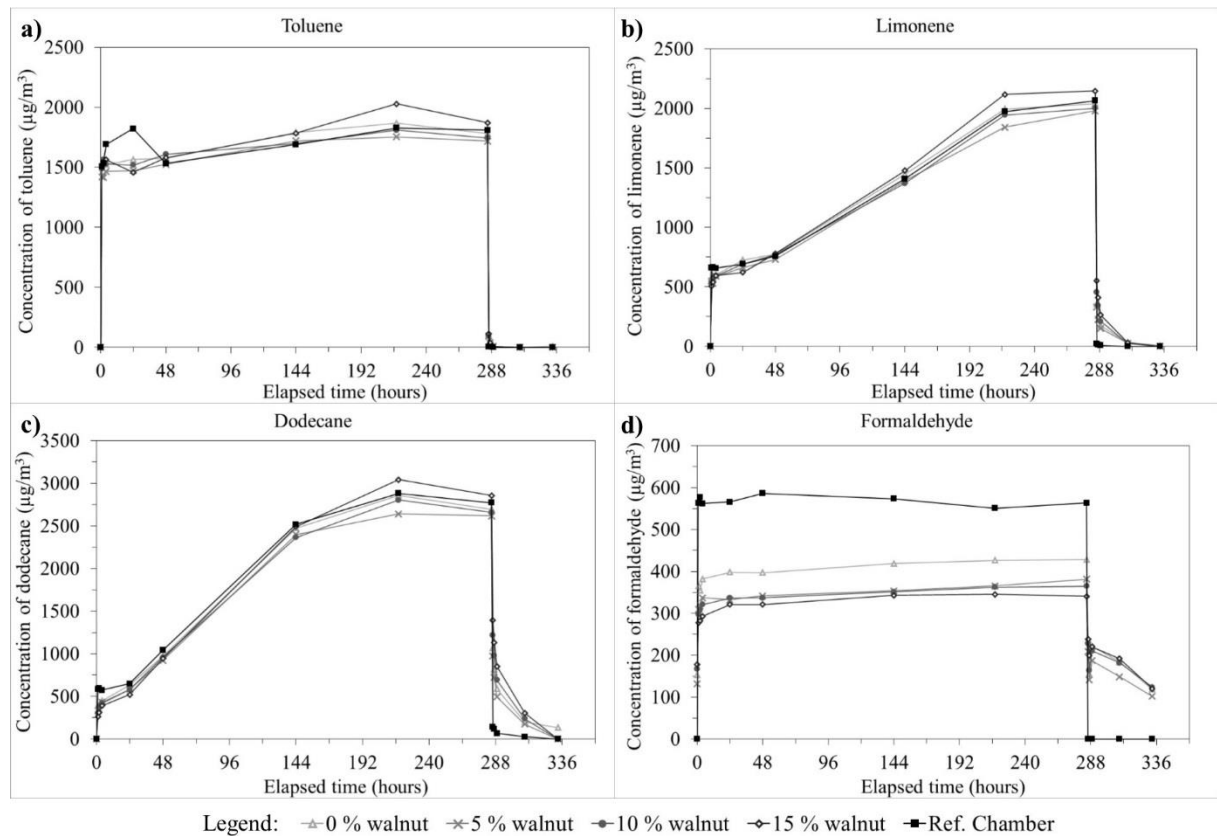 a)
Toluene
Concentration of toluene (µg/m³)
2500
2000
1500
1000
500
0
0 48 96 144 192 240 288 336
Elapsed time (hours)
b)
Limonene
Concentration of limonene (µg/m³)
2500
2000
1500
1000
500
0
0 48 96 144 192 240 288 336
Elapsed time (hours)
c)
Dodecane
Concentration of dodecane (µg/m³)
3500
3000
2500
2000
1500
1000
500
0
0 48 96 144 192 240 288 336
Elapsed time (hours)
d)
Formaldehyde
Concentration of formaldehyde (µg/m³)
700
600
500
400
300
200
100
0
0 48 96 144 192 240 288 336
Elapsed time (hours)
Legend: 0 % walnut 5 % walnut 10 % walnut 15 % walnut Ref. Chamber